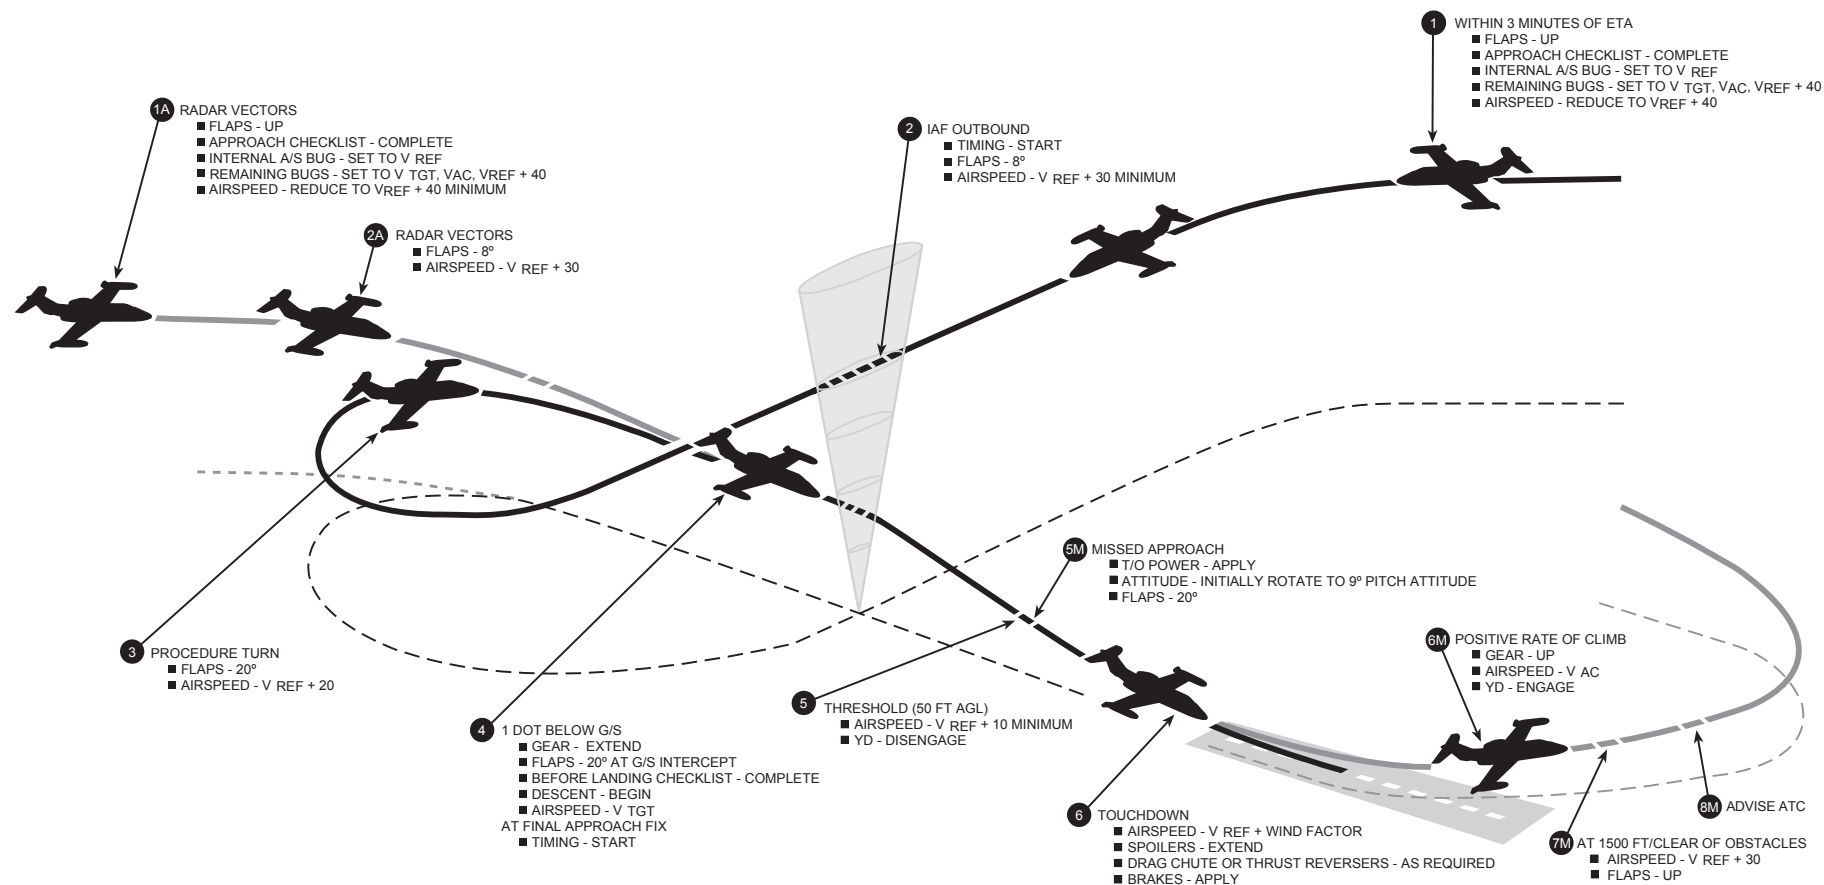 1 WITHIN 3 MINUTES OF ETA
■ FLAPS - UP
■ APPROACH CHECKLIST - COMPLETE
■ INTERNAL A/S BUG - SET TO V REF
■ REMAINING BUGS - SET TO V TGT, VAC, VREF + 40
■ AIRSPEED - REDUCE TO VREF + 40
1A RADAR VECTORS
■ FLAPS - UP
■ APPROACH CHECKLIST - COMPLETE
■ INTERNAL A/S BUG - SET TO V REF
■ REMAINING BUGS - SET TO V TGT, VAC, VREF + 40
■ AIRSPEED - REDUCE TO VREF + 40 MINIMUM
2 IAF OUTBOUND
■ TIMING - START
■ FLAPS - 8º
■ AIRSPEED - V REF + 30 MINIMUM
2A RADAR VECTORS
■ FLAPS - 8º
■ AIRSPEED - V REF + 30
3 PROCEDURE TURN
■ FLAPS - 20º
■ AIRSPEED - V REF + 20
4 1 DOT BELOW G/S
■ GEAR - EXTEND
■ FLAPS - 20º AT G/S INTERCEPT
■ BEFORE LANDING CHECKLIST - COMPLETE
■ DESCENT - BEGIN
■ AIRSPEED - V TGT
AT FINAL APPROACH FIX
■ TIMING - START
5 THRESHOLD (50 FT AGL)
■ AIRSPEED - V REF + 10 MINIMUM
■ YD - DISENGAGE
5M MISSED APPROACH
■ T/O POWER - APPLY
■ ATTITUDE - INITIALLY ROTATE TO 9º PITCH ATTITUDE
■ FLAPS - 20º
6 TOUCHDOWN
■ AIRSPEED - V REF + WIND FACTOR
■ SPOILERS - EXTEND
■ DRAG CHUTE OR THRUST REVERSERS - AS REQUIRED
■ BRAKES - APPLY
6M POSITIVE RATE OF CLIMB
■ GEAR - UP
■ AIRSPEED - V AC
■ YD - ENGAGE
7M AT 1500 FT/CLEAR OF OBSTACLES
■ AIRSPEED - V REF + 30
■ FLAPS - UP
8M ADVISE ATC